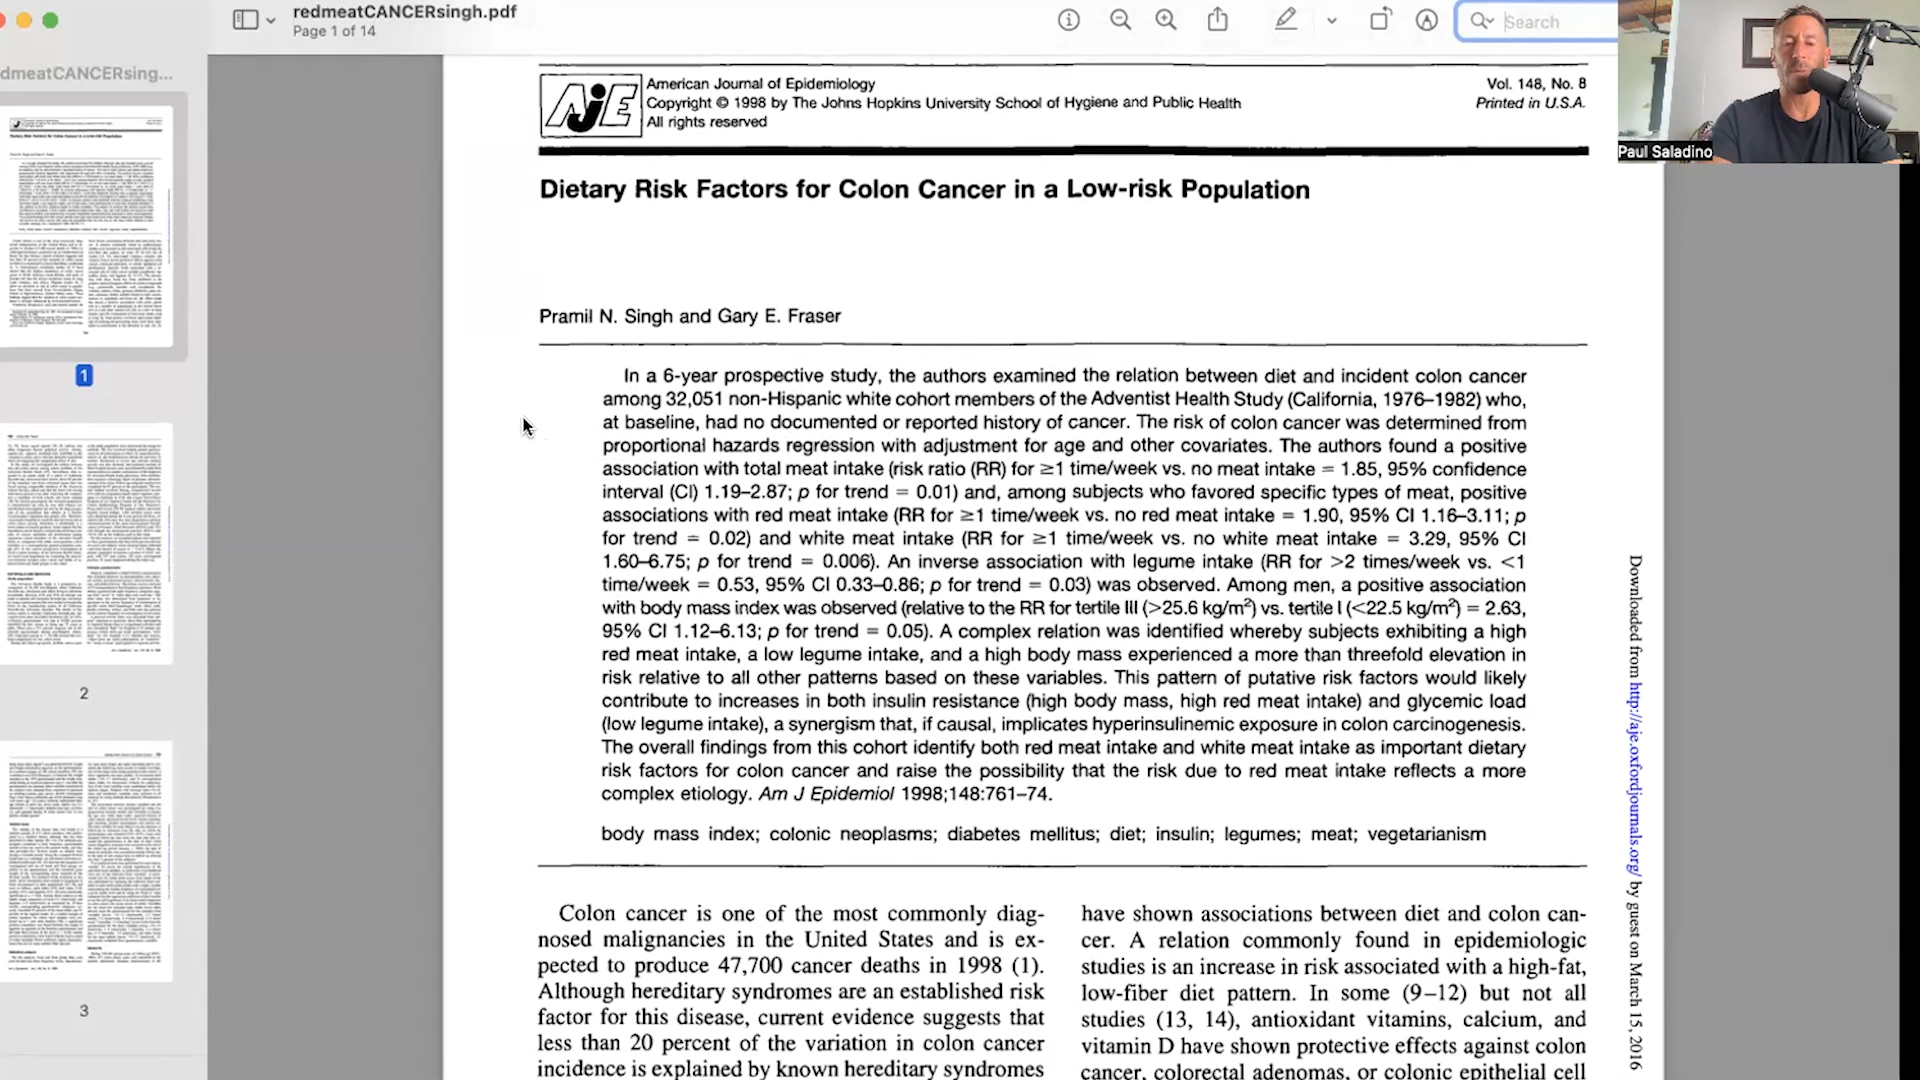 redmeatCANCERsingh.pdf
Page 1 of 14
Search
dmeatCANCERsing...
1
2
3
Paul Saladino
AJE
American Journal of Epidemiology
Copyright © 1998 by The Johns Hopkins University School of Hygiene and Public Health
All rights reserved
Vol. 148, No. 8
Printed in U.S.A.
Dietary Risk Factors for Colon Cancer in a Low-risk Population
Pramil N. Singh and Gary E. Fraser
In a 6-year prospective study, the authors examined the relation between diet and incident colon cancer
among 32,051 non-Hispanic white cohort members of the Adventist Health Study (California, 1976–1982) who,
at baseline, had no documented or reported history of cancer. The risk of colon cancer was determined from
proportional hazards regression with adjustment for age and other covariates. The authors found a positive
association with total meat intake (risk ratio (RR) for ≥1 time/week vs. no meat intake = 1.85, 95% confidence
interval (CI) 1.19–2.87; p for trend = 0.01) and, among subjects who favored specific types of meat, positive
associations with red meat intake (RR for ≥1 time/week vs. no red meat intake = 1.90, 95% CI 1.16–3.11; p
for trend = 0.02) and white meat intake (RR for ≥1 time/week vs. no white meat intake = 3.29, 95% CI
1.60–6.75; p for trend = 0.006). An inverse association with legume intake (RR for >2 times/week vs. <1
time/week = 0.53, 95% CI 0.33–0.86; p for trend = 0.03) was observed. Among men, a positive association
with body mass index was observed (relative to the RR for tertile III (>25.6 kg/m²) vs. tertile I (<22.5 kg/m²) = 2.63,
95% CI 1.12–6.13; p for trend = 0.05). A complex relation was identified whereby subjects exhibiting a high
red meat intake, a low legume intake, and a high body mass experienced a more than threefold elevation in
risk relative to all other patterns based on these variables. This pattern of putative risk factors would likely
contribute to increases in both insulin resistance (high body mass, high red meat intake) and glycemic load
(low legume intake), a synergism that, if causal, implicates hyperinsulinemic exposure in colon carcinogenesis.
The overall findings from this cohort identify both red meat intake and white meat intake as important dietary
risk factors for colon cancer and raise the possibility that the risk due to red meat intake reflects a more
complex etiology. Am J Epidemiol 1998;148:761–74.
body mass index; colonic neoplasms; diabetes mellitus; diet; insulin; legumes; meat; vegetarianism
Colon cancer is one of the most commonly diag-
nosed malignancies in the United States and is ex-
pected to produce 47,700 cancer deaths in 1998 (1).
Although hereditary syndromes are an established risk
factor for this disease, current evidence suggests that
less than 20 percent of the variation in colon cancer
incidence is explained by known hereditary syndromes
have shown associations between diet and colon can-
cer. A relation commonly found in epidemiologic
studies is an increase in risk associated with a high-fat,
low-fiber diet pattern. In some (9–12) but not all
studies (13, 14), antioxidant vitamins, calcium, and
vitamin D have shown protective effects against colon
cancer, colorectal adenomas, or colonic epithelial cell
Downloaded from http://aje.oxfordjournals.org/ by guest on March 15, 2016